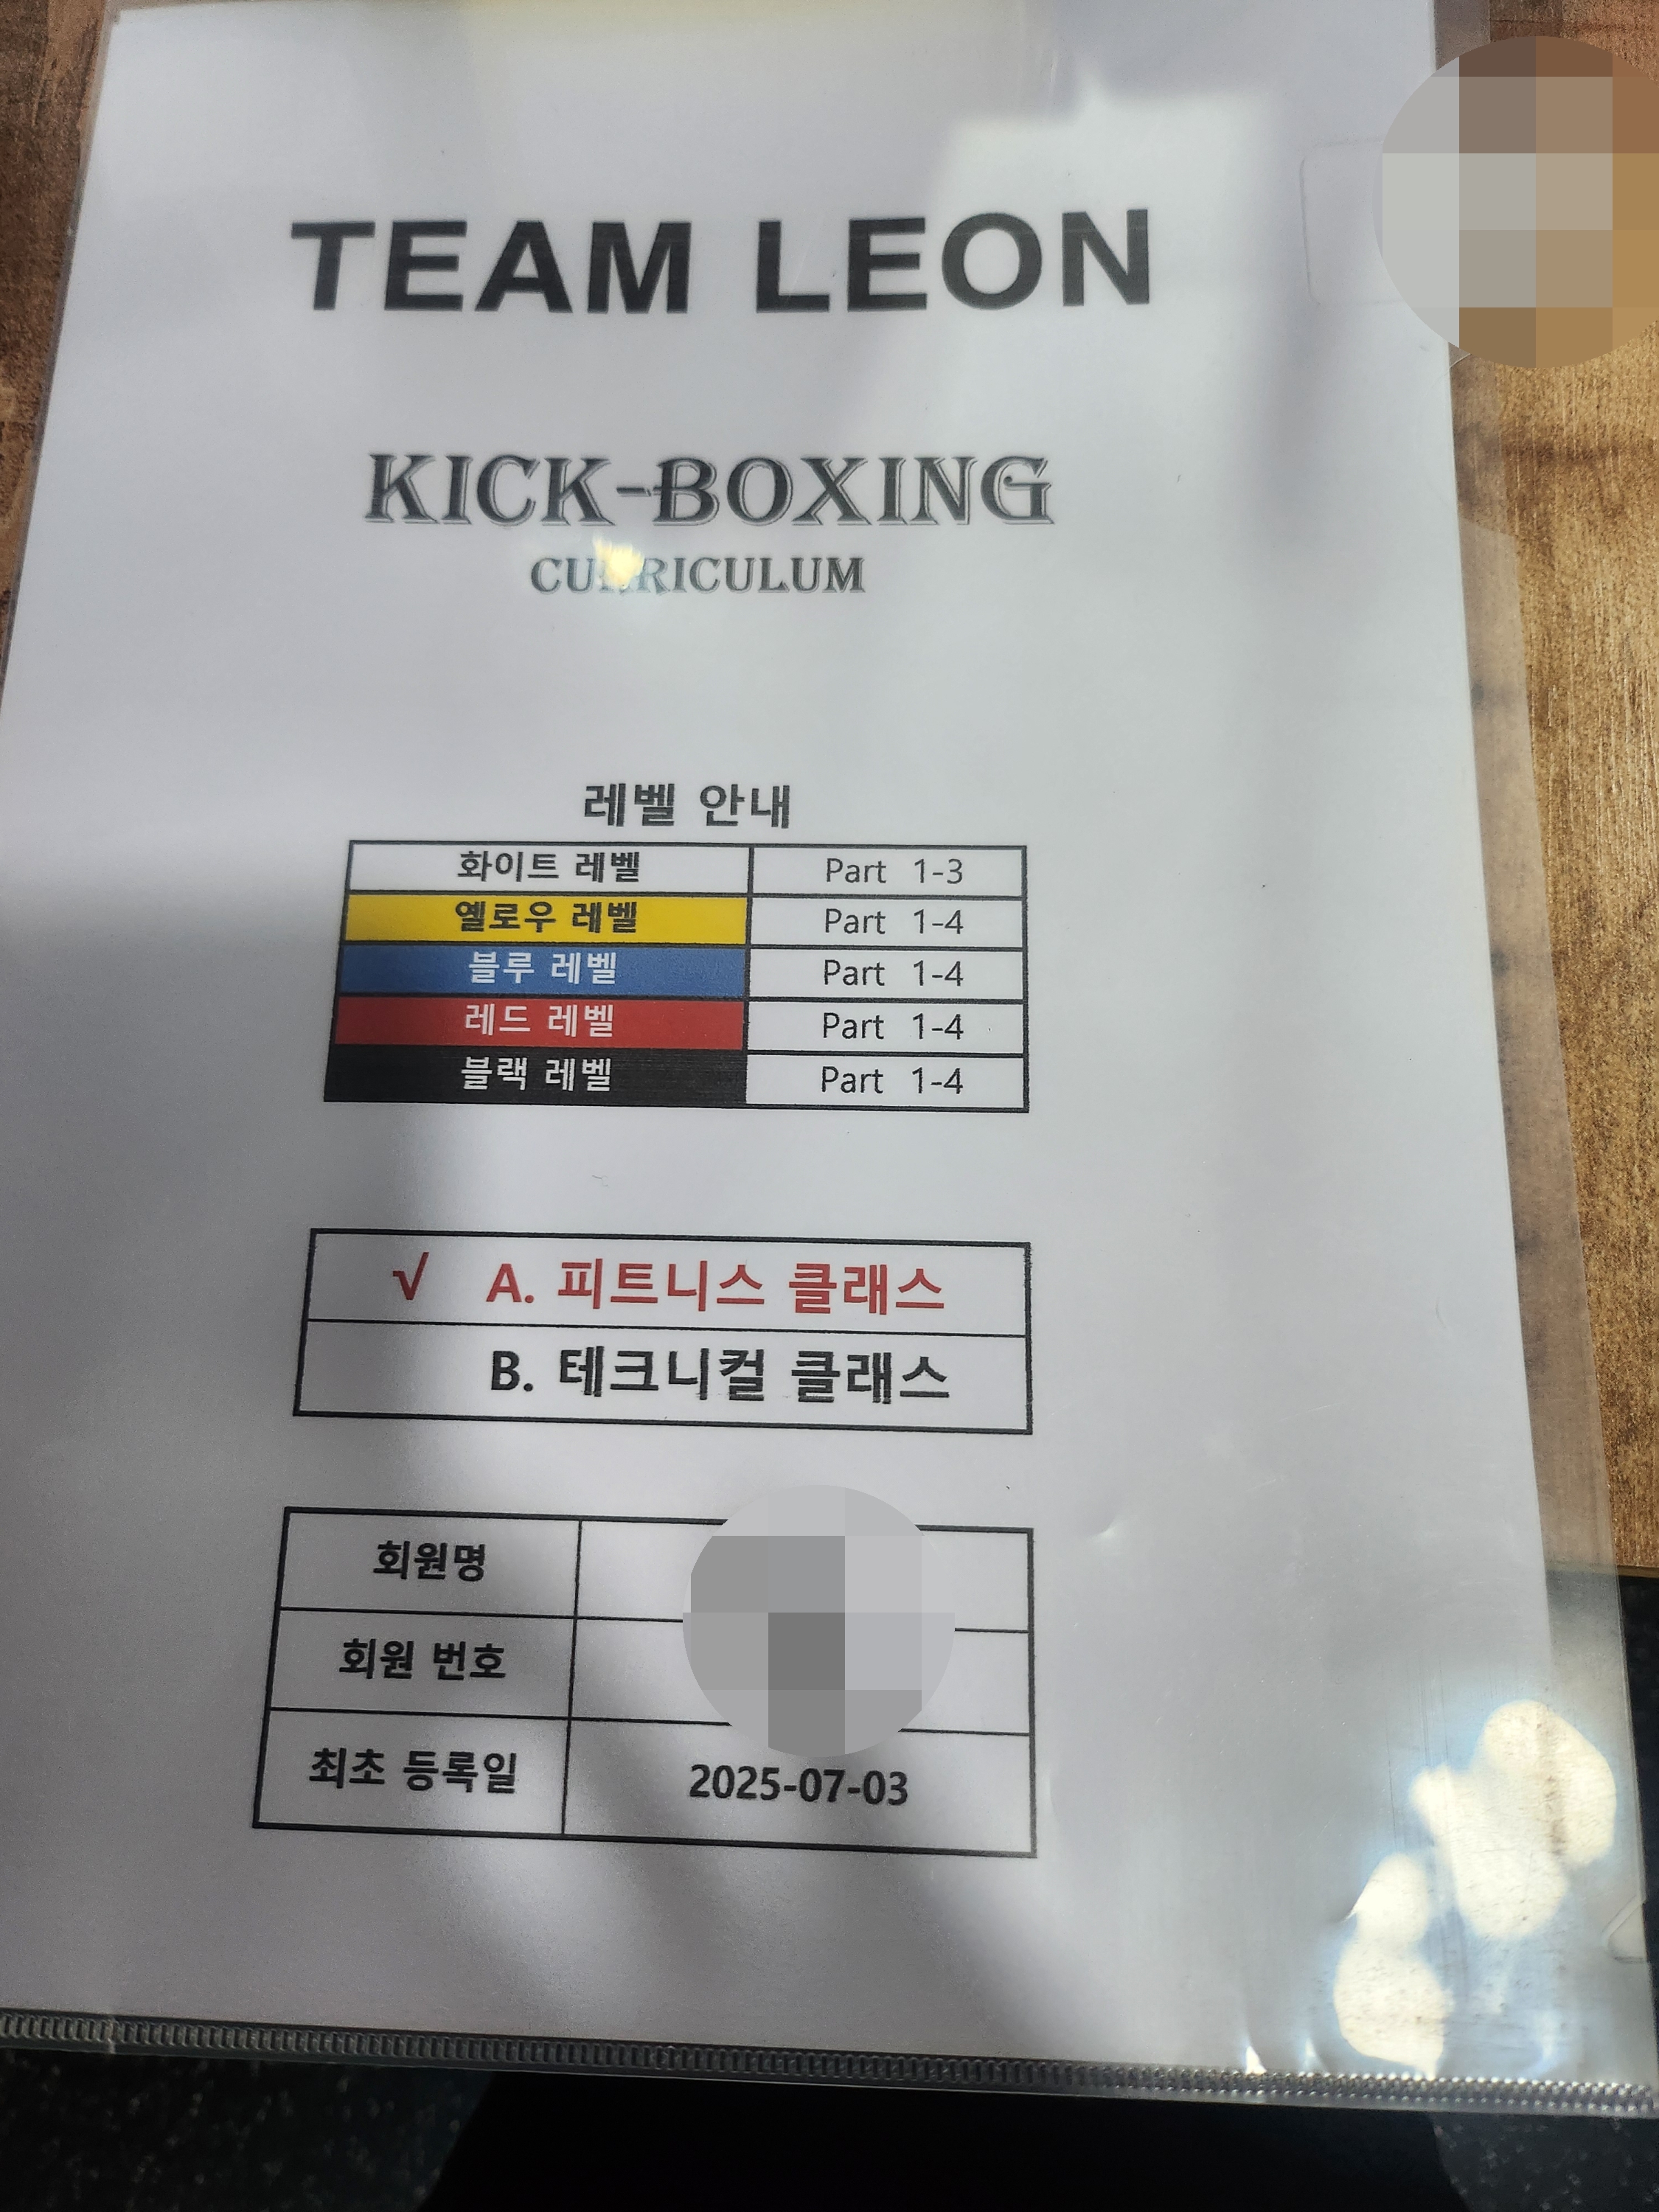 TEAM LEON
KICK-BOXING
CURRICULUM
레벨 안내
화이트 레벨 Part 1-3
옐로우 레벨 Part 1-4
블루 레벨 Part 1-4
레드 레벨 Part 1-4
블랙 레벨 Part 1-4
√ A. 피트니스 클래스
B. 테크니컬 클래스
회원명
회원 번호
최초 등록일 2025-07-03